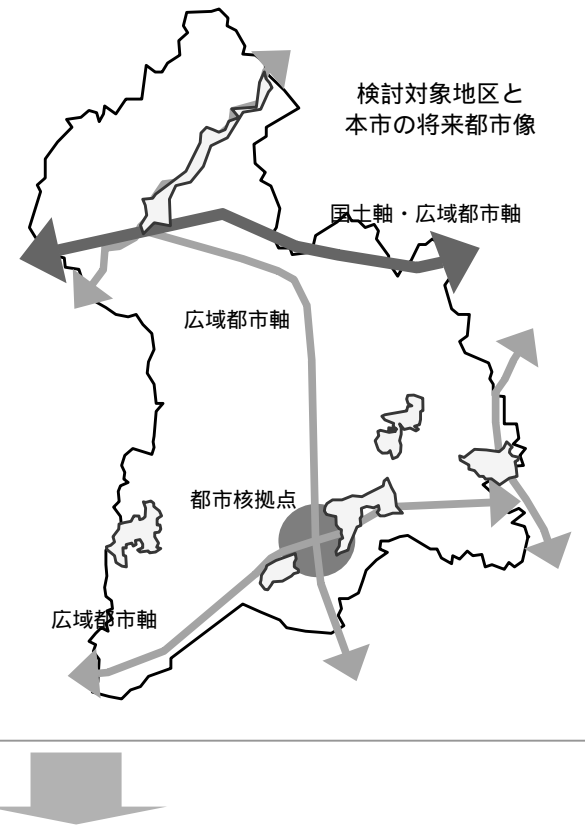 検討対象地区と
本市の将来都市像
国土軸・広域都市軸
広域都市軸
都市核拠点
広域都市軸